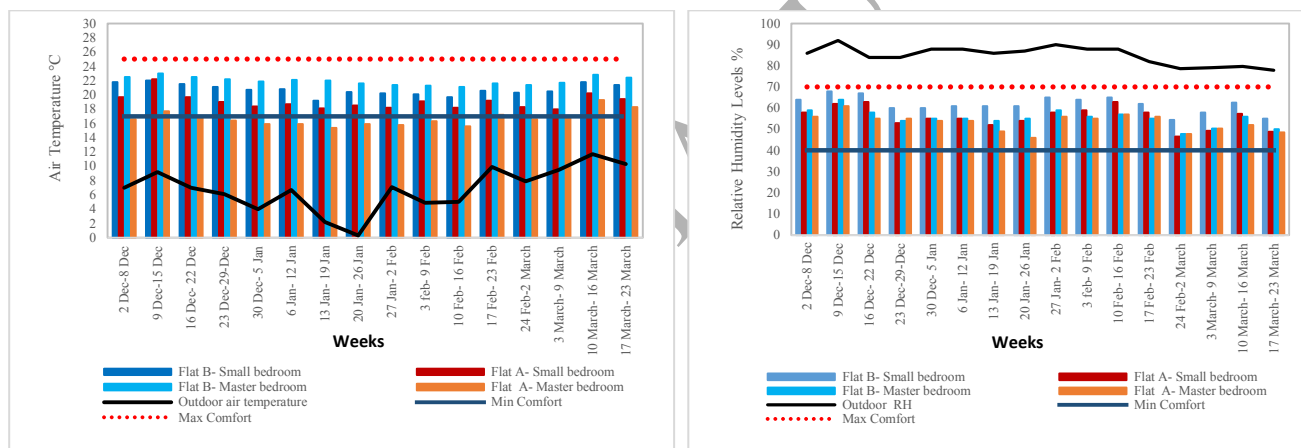 30
28
26
24
22
20
18
16
14
12
10
8
6
4
2
0
Air Temperature °C
2 Dec-8 Dec
9 Dec-15 Dec
16 Dec- 22 Dec
23 Dec-29-Dec
30 Dec- 5 Jan
6 Jan- 12 Jan
13 Jan- 19 Jan
20 Jan- 26 Jan
27 Jan- 2 Feb
3 feb- 9 Feb
10 Feb- 16 Feb
17 Feb- 23 Feb
24 Feb-2 March
3 March- 9 March
10 March- 16 March
17 March- 23 March
Weeks
Flat B- Small bedroom
Flat A- Small bedroom
Flat B- Master bedroom
Flat A- Master bedroom
Outdoor air temperature
Min Comfort
Max Comfort
100
90
80
70
60
50
40
30
20
10
0
Relative Humidity Levels %
2 Dec-8 Dec
9 Dec-15 Dec
16 Dec- 22 Dec
23 Dec-29-Dec
30 Dec- 5 Jan
6 Jan- 12 Jan
13 Jan- 19 Jan
20 Jan- 26 Jan
27 Jan- 2 Feb
3 feb- 9 Feb
10 Feb- 16 Feb
17 Feb- 23 Feb
24 Feb-2 March
3 March- 9 March
10 March- 16 March
17 March- 23 March
Weeks
Flat B- Small bedroom
Flat A- Small bedroom
Flat B- Master bedroom
Flat A- Master bedroom
Outdoor RH
Min Comfort
Max Comfort